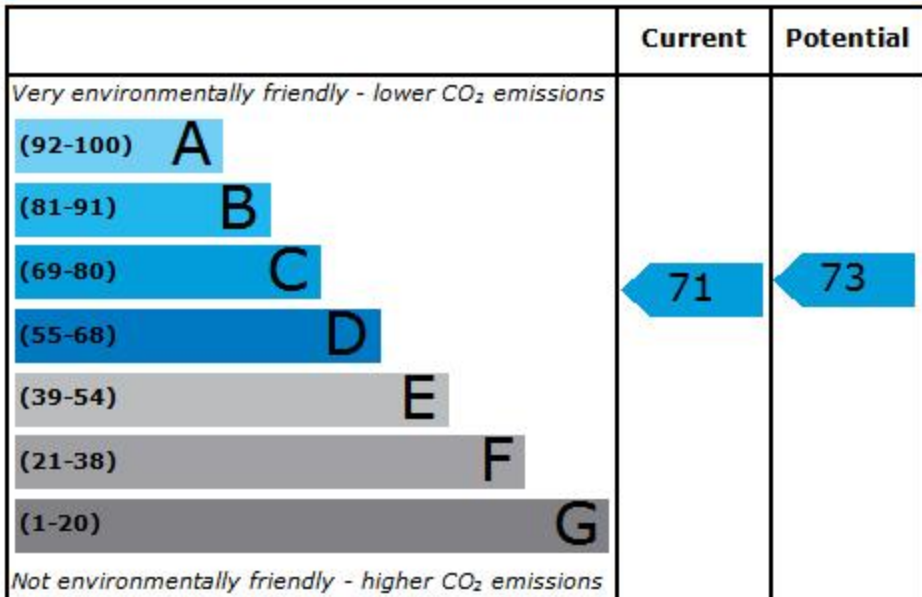 Current Potential
Very environmentally friendly - lower CO₂ emissions
(92-100) A
(81-91) B
(69-80) C 71 73
(55-68) D
(39-54) E
(21-38) F
(1-20) G
Not environmentally friendly - higher CO₂ emissions